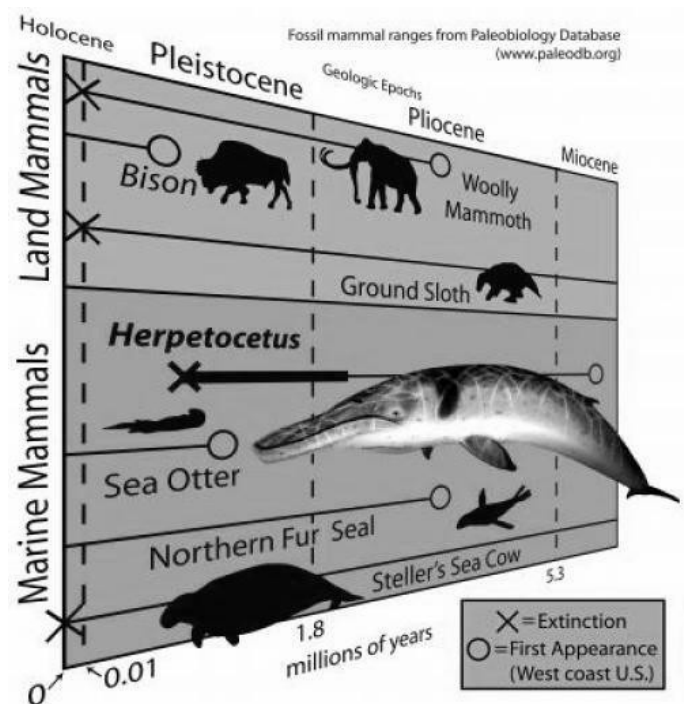 Holocene
Fossil mammal ranges from Paleobiology Database
(www.paleodb.org)
Pleistocene
Geologic Epochs
Pliocene
Miocene
Land Mammals
Bison
Woolly
Mammoth
Ground Sloth
Marine Mammals
Herpetocetus
Sea Otter
Northern Fur Seal
Steller's Sea Cow
5.3
1.8
millions of years
0.01
0
X=Extinction
O=First Appearance
(West coast U.S.)